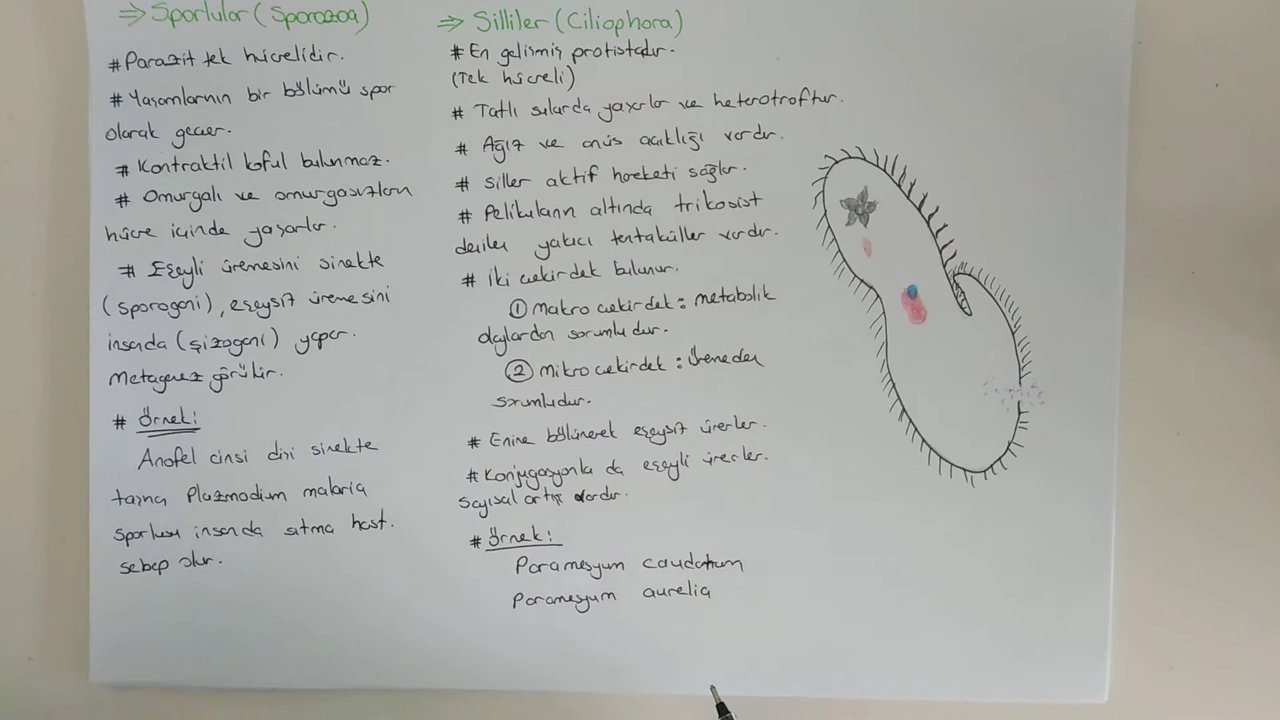 ⇒ Sporlular (Sporozoa)
# Parazit tek hücrelidir.
# Yaşamlarının bir bölümü spor
olarak geçer.
# Kontraktil koful bulunmaz.
# Omurgalı ve omurgasızların
hücre içinde yaşarlar.
# Eşeyli üremesini sinekte
(sporogoni), eşeysiz üremesini
insanda (şizogoni) yapar.
Metagenez görülür.
# Örnek:
Anofel cinsi dişi sinekte
taşınan Plazmodium malaria
sporlusu insanda sıtma hast.
sebep olur.
⇒ Silliler (Ciliophora)
# En gelişmiş protistadır.
(Tek hücreli)
# Tatlı sularda yaşarlar ve heterotroftur.
# Ağız ve anüs açıklığı vardır.
# Siller aktif hareketi sağlar.
# Pelikulanın altında trikosist
denilen yakıcı tentaküller vardır.
# İki çekirdek bulunur.
① Makro çekirdek: metabolik
olaylardan sorumludur.
② Mikro çekirdek: Üremeden
sorumludur.
# Enine bölünerek eşeysiz ürerler.
# Konjugasyonla da eşeyli ürerler.
Sayısal artış vardır.
# Örnek:
Paramesyum caudatum
Paramesyum aurelia